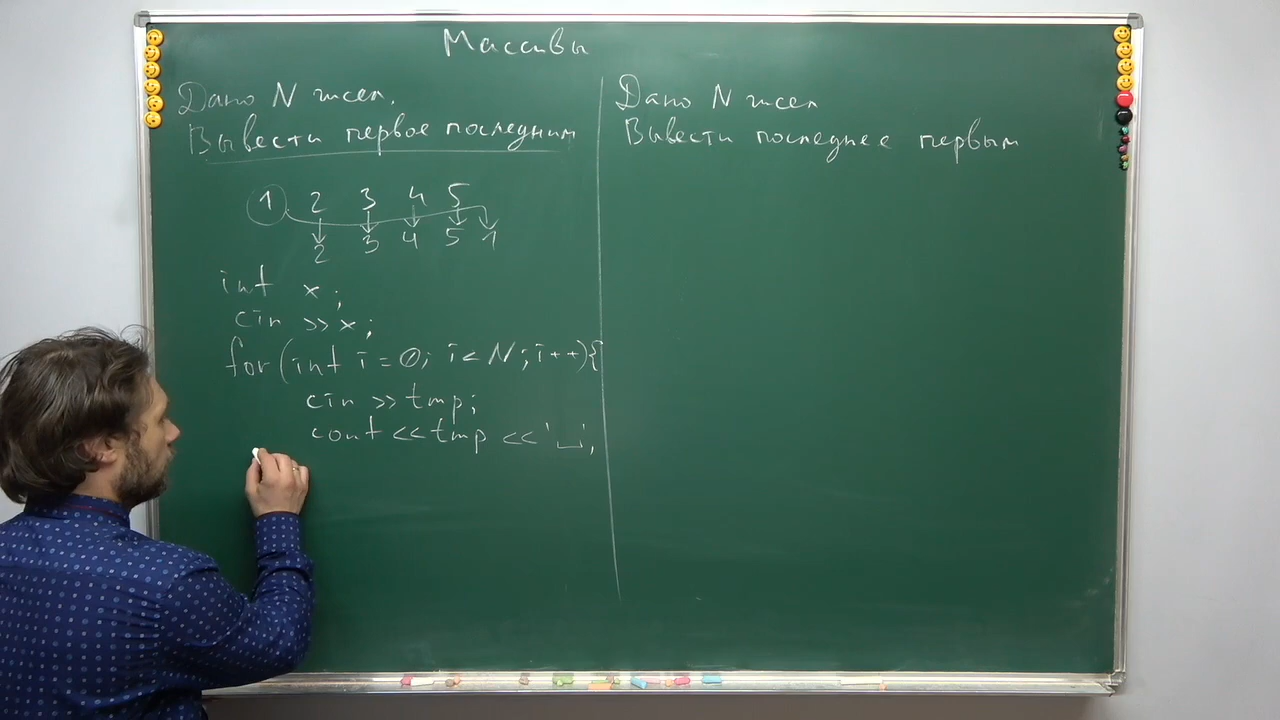 Массивы
Дано N чисел.
Вывести первое последним
1 2 3 4 5
2 3 4 5 1
int x;
cin >> x;
for(int i=0; i<N; i++){
cin >> tmp;
cout << tmp << '␣';
Дано N чисел
Вывести последнее первым